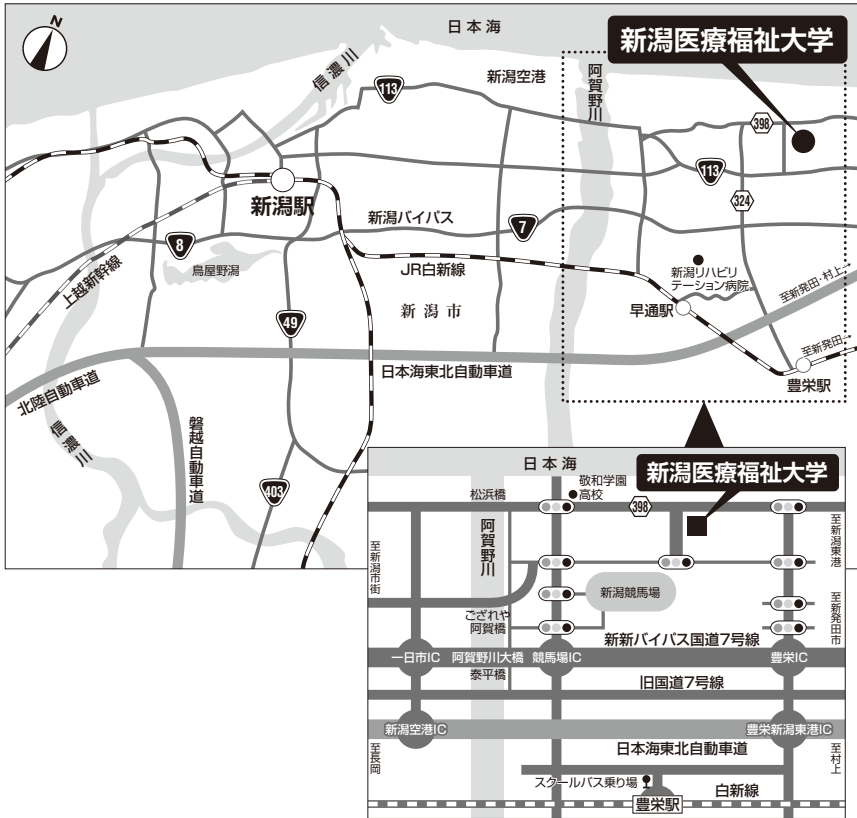 N
日本海
新潟医療福祉大学
信濃川
新潟空港
阿賀野川
113
398
113
324
新潟駅
新潟バイパス
7
8
鳥屋野潟
上越新幹線
JR白新線
新潟リハビリ
テーション病院
至新発田・村上→
新潟市
早通駅
49
至新発田→
豊栄駅
日本海東北自動車道
北陸自動車道
磐越自動車道
信濃川
403
日本海
敬和学園
高校
新潟医療福祉大学
松浜橋
398
阿賀野川
至新潟東港
至新潟市街
新潟競馬場
ござれや
阿賀橋
至新発田市
新新バイパス国道7号線
一日市IC
阿賀野川大橋
競馬場IC
豊栄IC
泰平橋
旧国道7号線
新潟空港IC
豊栄新潟東港IC
至長岡
日本海東北自動車道
至村上
スクールバス乗り場
白新線
豊栄駅